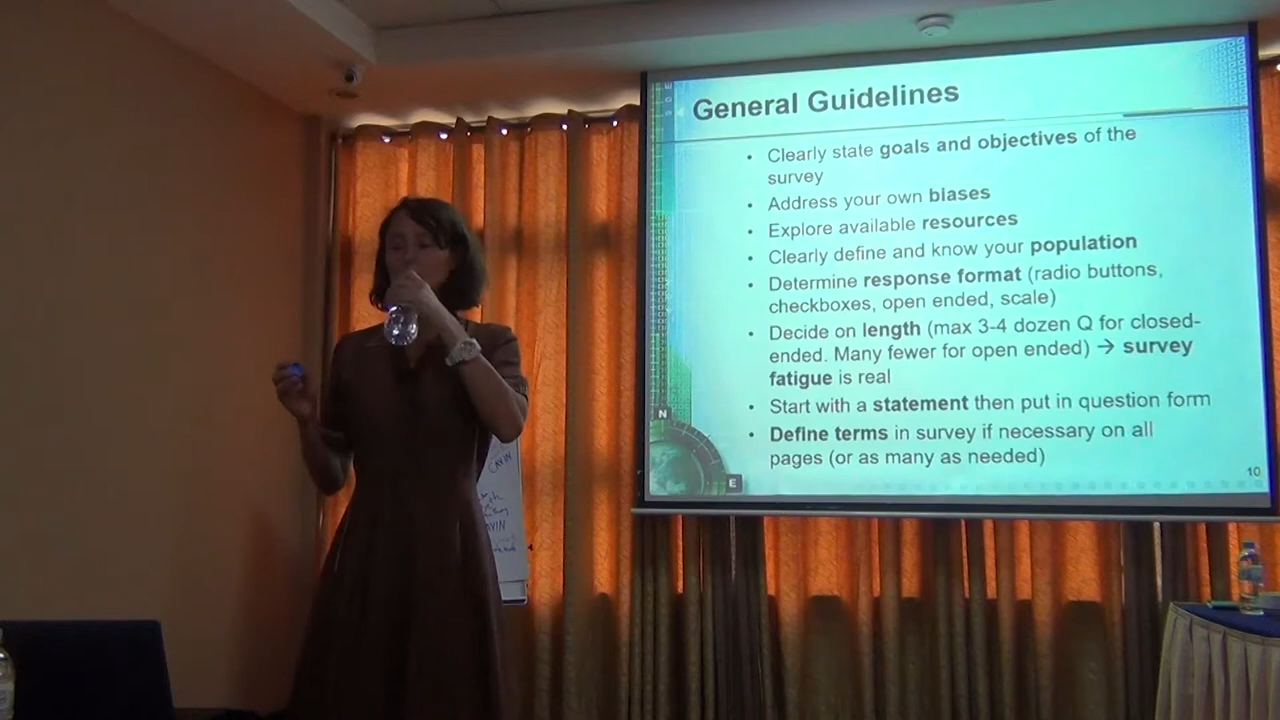 General Guidelines
• Clearly state goals and objectives of the
survey
• Address your own biases
• Explore available resources
• Clearly define and know your population
• Determine response format (radio buttons,
checkboxes, open ended, scale)
• Decide on length (max 3-4 dozen Q for closed-
ended. Many fewer for open ended) → survey
fatigue is real
• Start with a statement then put in question form
• Define terms in survey if necessary on all
pages (or as many as needed)
10
N
E
CAVIN